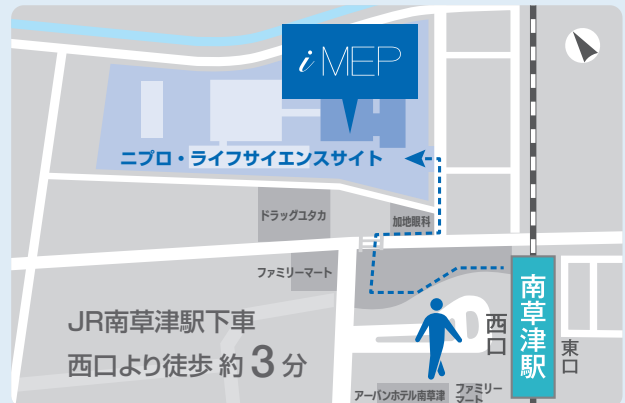 i MEP
ニプロ・ライフサイエンスサイト
ドラッグユタカ
加地眼科
ファミリーマート
JR南草津駅下車
西口より徒歩 約 3 分
西口
南草津駅
東口
アーバンホテル南草津
ファミリー
マート